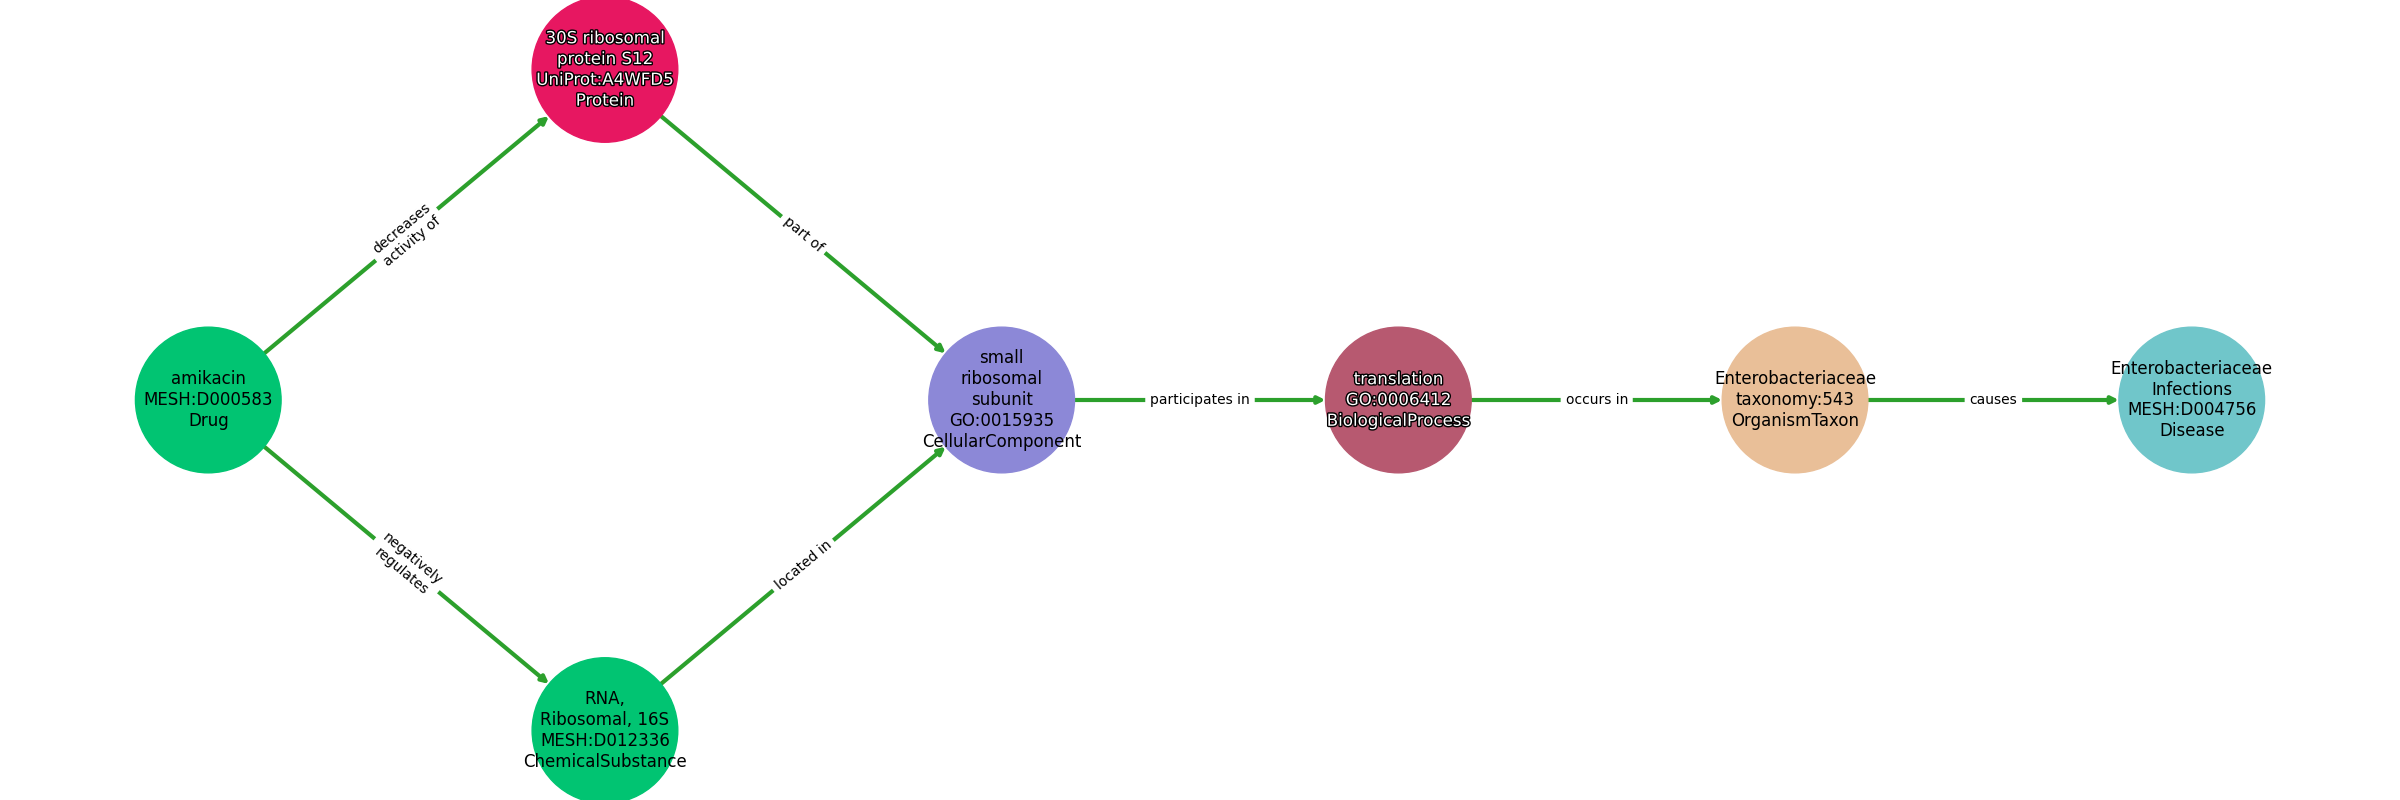 30S ribosomal
protein S12
UniProt:A4WFD5
Protein
decreases
activity of
part of
amikacin
MESH:D000583
Drug
small
ribosomal
subunit
GO:0015935
CellularComponent
participates in
translation
GO:0006412
BiologicalProcess
occurs in
Enterobacteriaceae
taxonomy:543
OrganismTaxon
causes
Enterobacteriaceae
Infections
MESH:D004756
Disease
negatively
regulates
located in
RNA,
Ribosomal, 16S
MESH:D012336
ChemicalSubstance